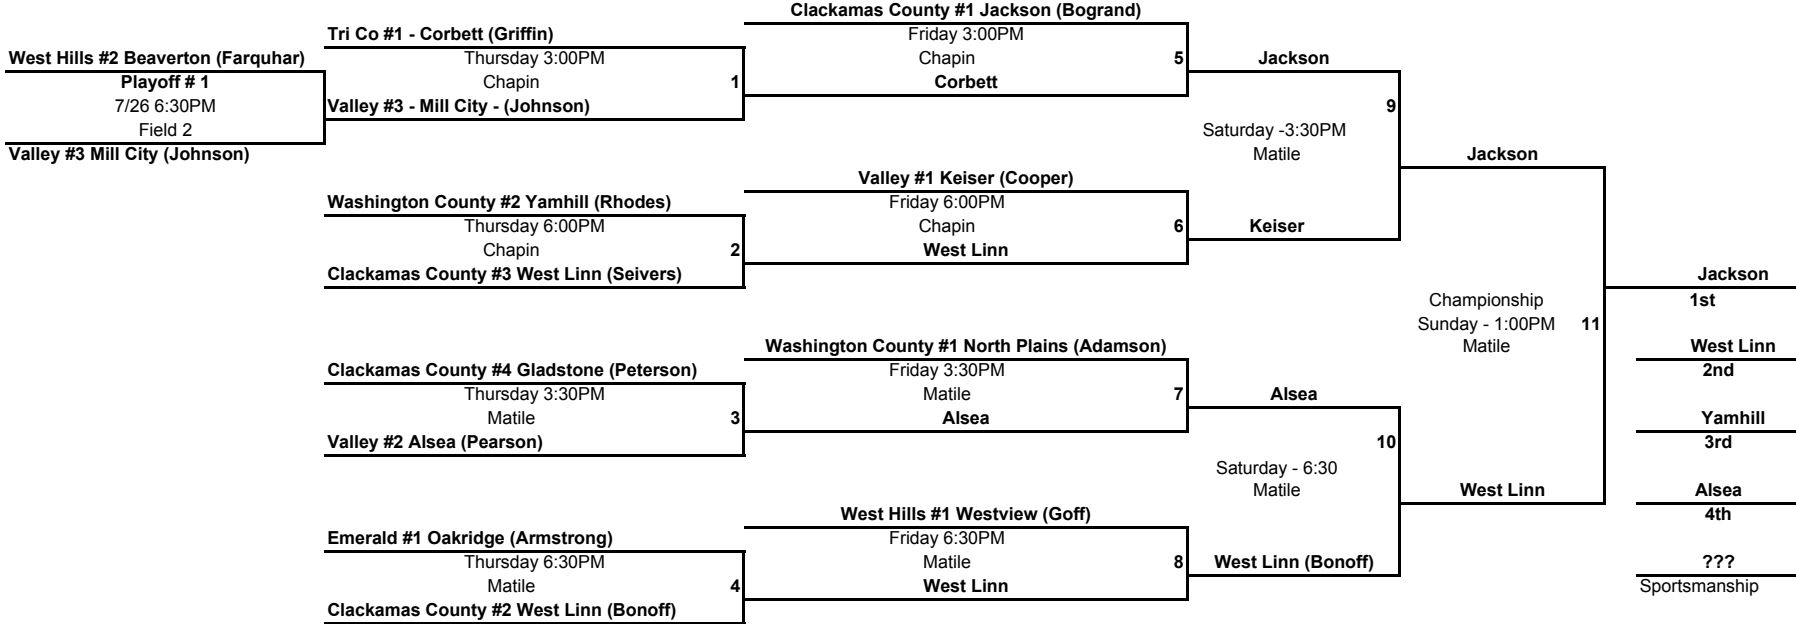 West Hills #2 Beaverton (Farquhar)
Playoff # 1
7/26 6:30PM
Field 2
Valley #3 Mill City (Johnson)
Tri Co #1 - Corbett (Griffin)
Thursday 3:00PM
Chapin
1
Valley #3 - Mill City - (Johnson)
Washington County #2 Yamhill (Rhodes)
Thursday 6:00PM
Chapin
2
Clackamas County #3 West Linn (Seivers)
Clackamas County #4 Gladstone (Peterson)
Thursday 3:30PM
Matile
3
Valley #2 Alsea (Pearson)
Emerald #1 Oakridge (Armstrong)
Thursday 6:30PM
Matile
4
Clackamas County #2 West Linn (Bonoff)
Clackamas County #1 Jackson (Bogrand)
Friday 3:00PM
Chapin
5
Corbett
Valley #1 Keiser (Cooper)
Friday 6:00PM
Chapin
6
West Linn
Washington County #1 North Plains (Adamson)
Friday 3:30PM
Matile
7
Alsea
West Hills #1 Westview (Goff)
Friday 6:30PM
Matile
8
West Linn
Jackson
9
Saturday -3:30PM
Matile
Keiser
Alsea
10
Saturday - 6:30
Matile
West Linn (Bonoff)
Jackson
Championship
Sunday - 1:00PM
11
Matile
West Linn
Jackson
1st
West Linn
2nd
Yamhill
3rd
Alsea
4th
???
Sportsmanship